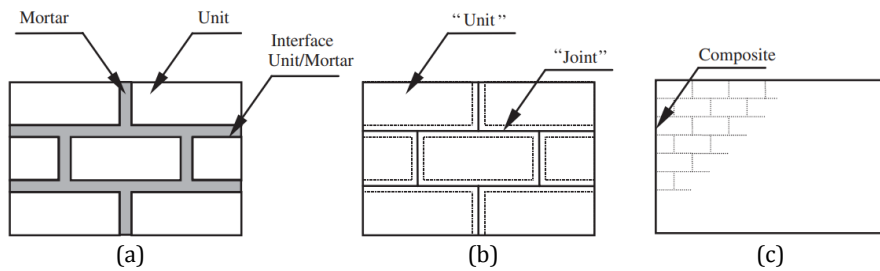 Mortar
Unit
Interface
Unit/Mortar
(a)
“Unit”
“Joint”
(b)
Composite
(c)